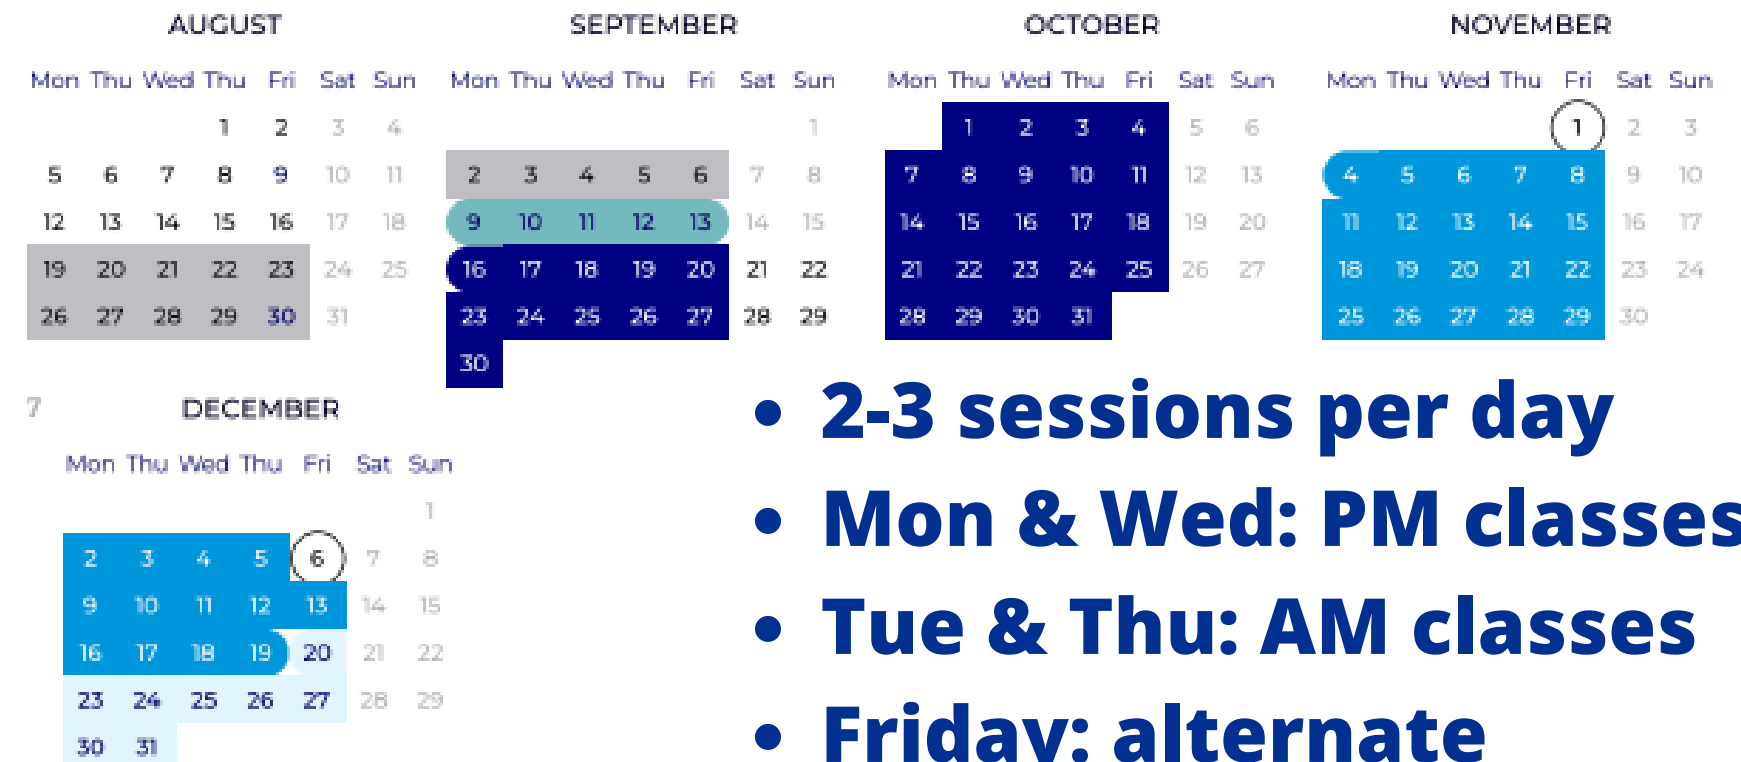 AUGUST SEPTEMBER OCTOBER NOVEMBER
Mon Thu Wed Thu Fri Sat Sun Mon Thu Wed Thu Fri Sat Sun Mon Thu Wed Thu Fri Sat Sun Mon Thu Wed Thu Fri Sat Sun
1 2 3 4 1 1 2 3 4 5 6 1 2 3
5 6 7 8 9 10 11 2 3 4 5 6 7 8 7 8 9 10 11 12 13 4 5 6 7 8 9 10
12 13 14 15 16 17 18 9 10 11 12 13 14 15 14 15 16 17 18 19 20 11 12 13 14 15 16 17
19 20 21 22 23 24 25 16 17 18 19 20 21 22 21 22 23 24 25 26 27 18 19 20 21 22 23 24
26 27 28 29 30 31 23 24 25 26 27 28 29 28 29 30 31 25 26 27 28 29 30
30
7 DECEMBER
Mon Thu Wed Thu Fri Sat Sun
1
2 3 4 5 6 7 8
9 10 11 12 13 14 15
16 17 18 19 20 21 22
23 24 25 26 27 28 29
30 31
• 2-3 sessions per day
• Mon & Wed: PM classes
• Tue & Thu: AM classes
• Friday: alternate